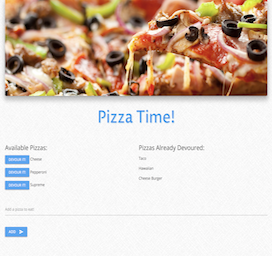 Pizza Time!
Available Pizzas:
DEVOUR IT! Cheese
DEVOUR IT! Pepperoni
DEVOUR IT! Supreme
Pizzas Already Devoured:
Taco
Hawaiian
Cheese Burger
Add a pizza to eat!
ADD